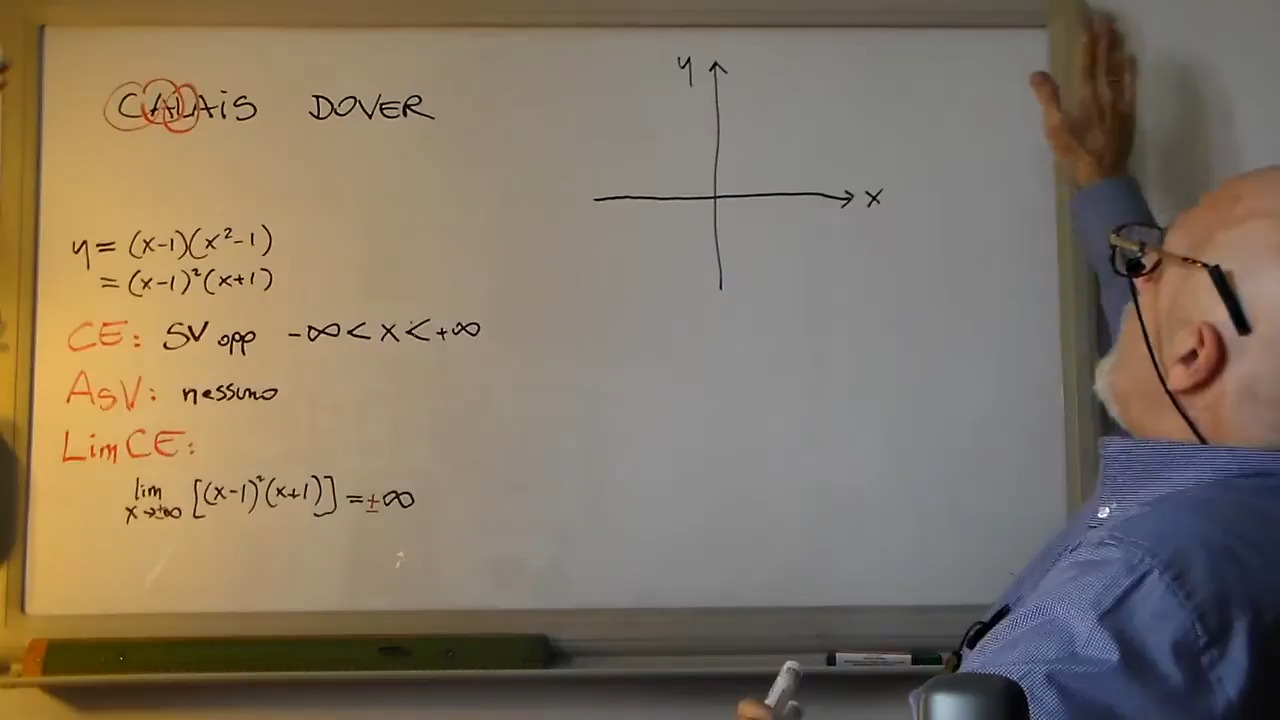 CALAiS DOVER
y
x
y = (x-1)(x²-1)
= (x-1)²(x+1)
CE: SV opp -∞ < x < +∞
AsV: nessuno
Lim CE:
lim x→±∞ [(x-1)²(x+1)] = ±∞